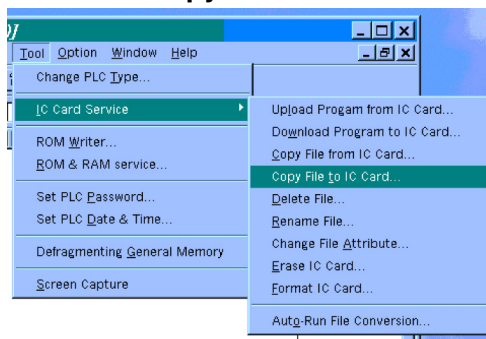 Tool Option Window Help
Change PLC Type...
IC Card Service
ROM Writer...
ROM & RAM service...
Set PLC Password...
Set PLC Date & Time...
Defragmenting General Memory
Screen Capture
Upload Progam from IC Card...
Download Program to IC Card...
Copy File from IC Card...
Copy File to IC Card...
Delete File...
Rename File...
Change File Attribute...
Erase IC Card...
Format IC Card...
Auto-Run File Conversion...